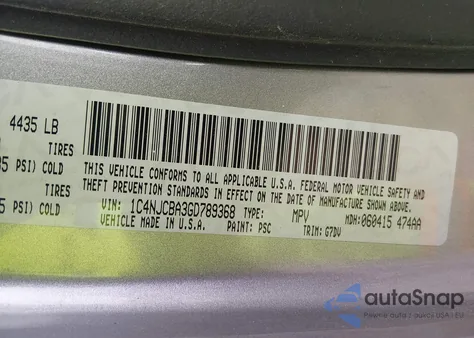 4435 LB
TIRES
5 PSI) COLD
TIRES
5 PSI) COLD
THIS VEHICLE CONFORMS TO ALL APPLICABLE U.S.A. FEDERAL MOTOR VEHICLE SAFETY AND
THEFT PREVENTION STANDARDS IN EFFECT ON THE DATE OF MANUFACTURE SHOWN ABOVE.
VIN: 1C4NJCBA3GD789368 TYPE: MPV MDH:060415 474AA
VEHICLE MADE IN U.S.A. PAINT: PSC TRIM: G7DV
autoSnap